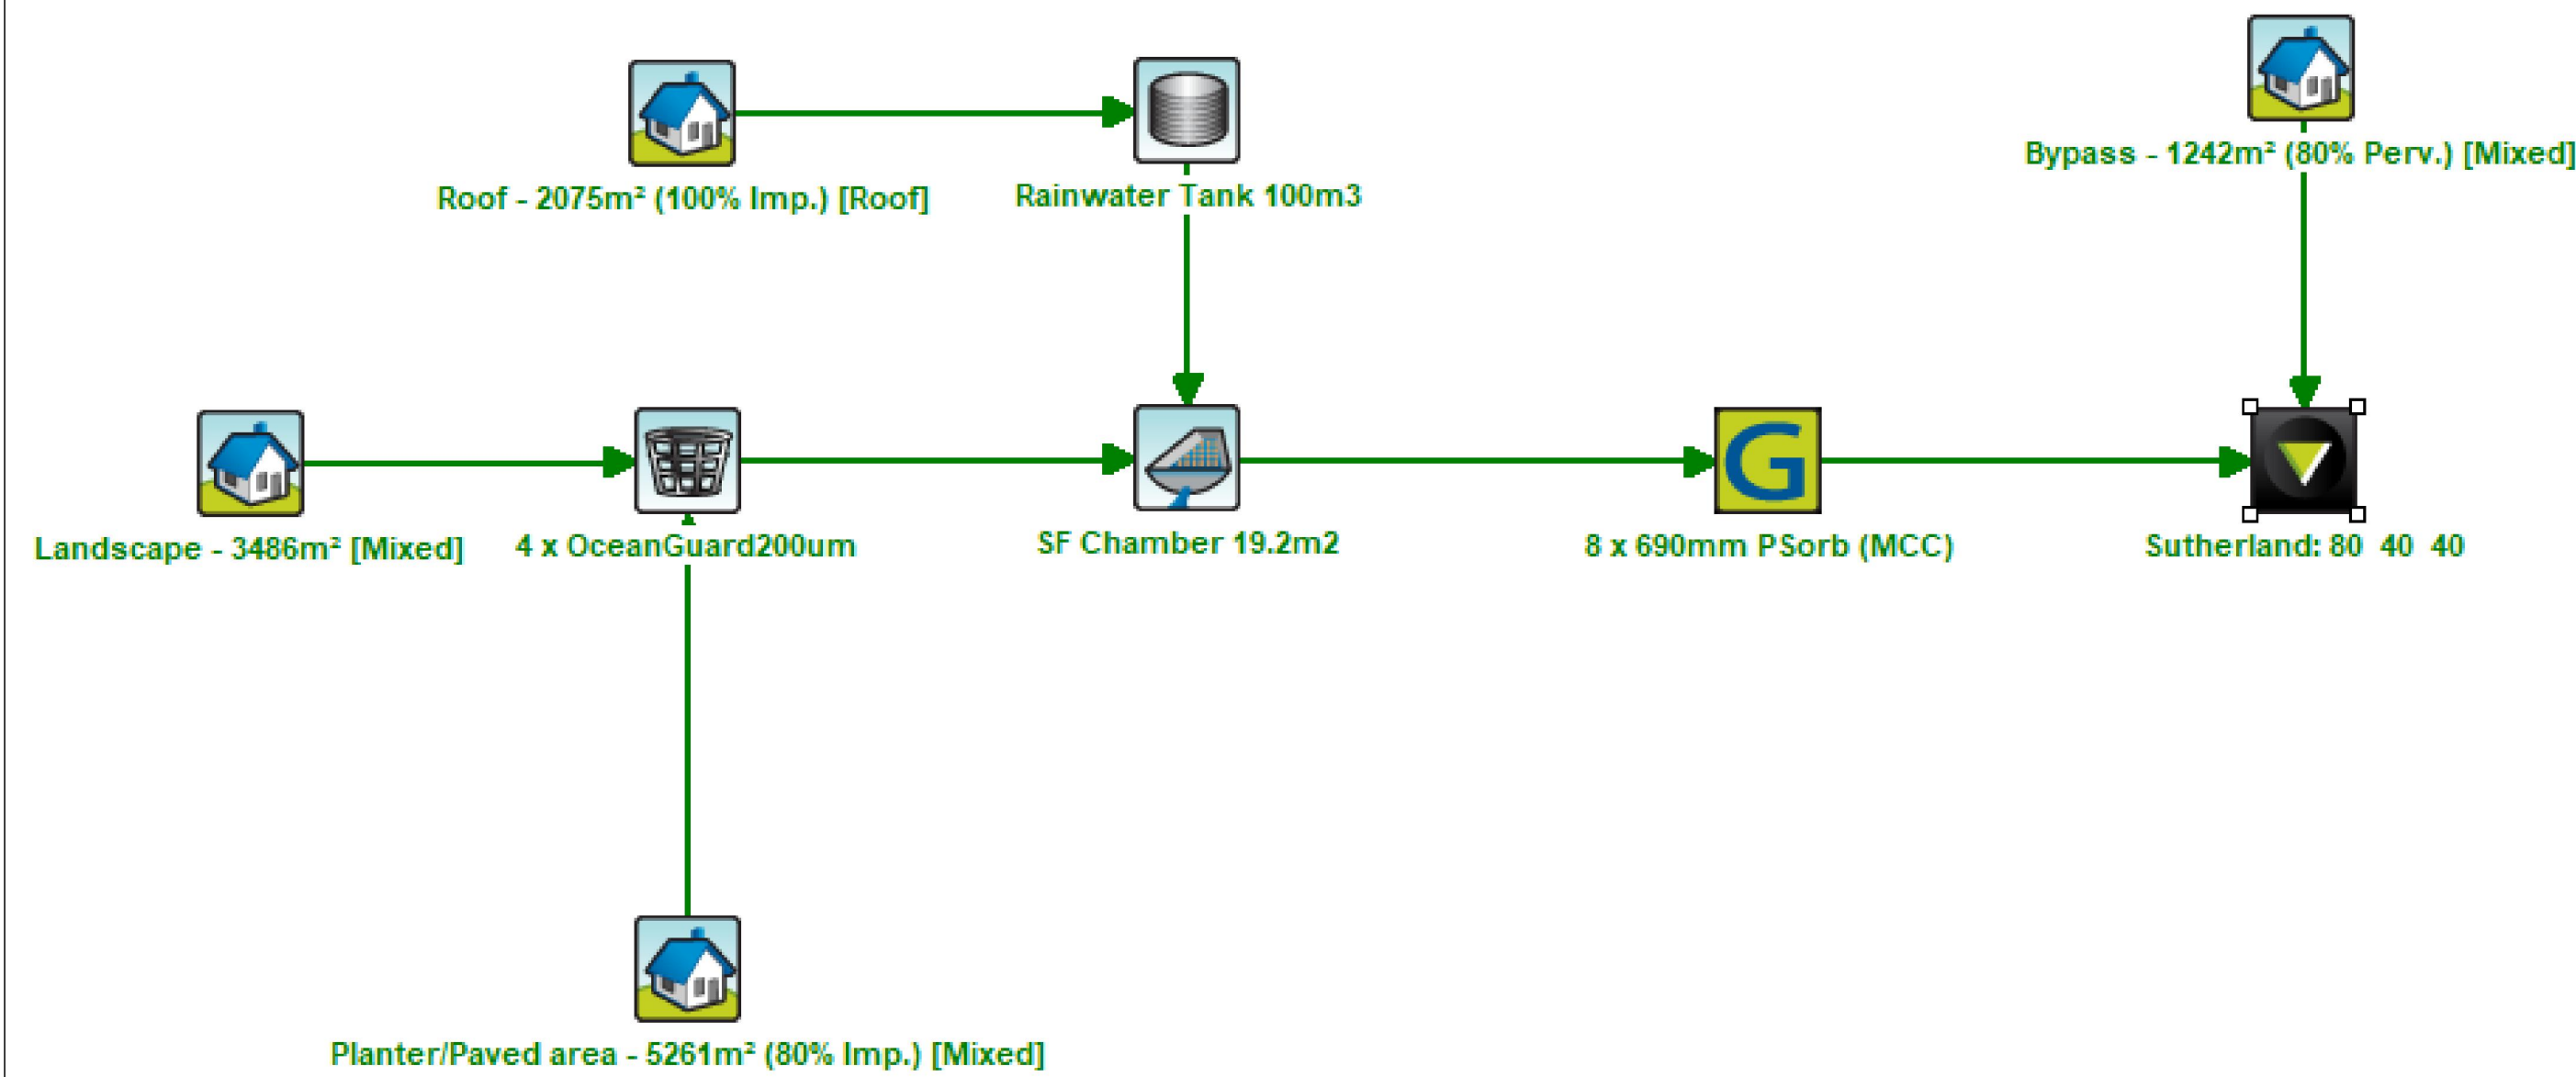 Bypass - 1242m² (80% Perv.) [Mixed]
Roof - 2075m² (100% Imp.) [Roof]
Rainwater Tank 100m3
G
Landscape - 3486m² [Mixed]
4 x OceanGuard200um
SF Chamber 19.2m2
8 x 690mm PSorb (MCC)
Sutherland: 80 40 40
Planter/Paved area - 5261m² (80% Imp.) [Mixed]